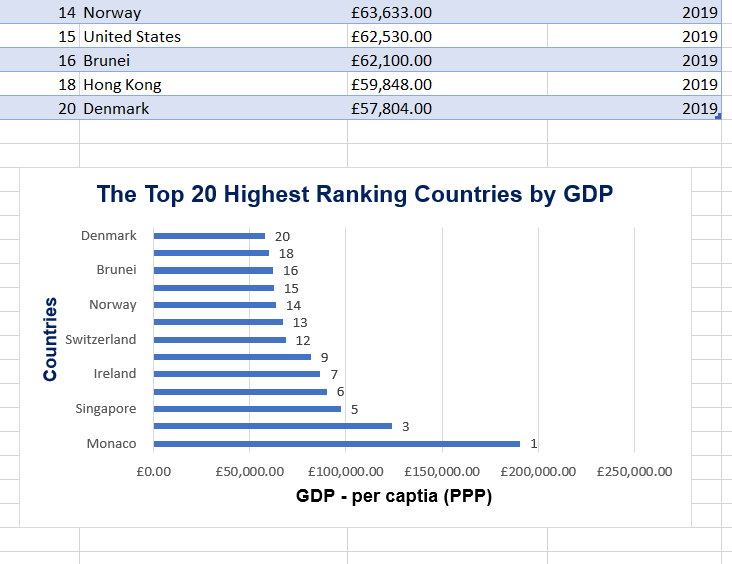 14 Norway £63,633.00 2019
15 United States £62,530.00 2019
16 Brunei £62,100.00 2019
18 Hong Kong £59,848.00 2019
20 Denmark £57,804.00 2019
The Top 20 Highest Ranking Countries by GDP
Countries
Denmark 20
18
Brunei 16
15
Norway 14
13
Switzerland 12
9
Ireland 7
6
Singapore 5
3
Monaco 1
£0.00 £50,000.00 £100,000.00 £150,000.00 £200,000.00 £250,000.00
GDP - per captia (PPP)